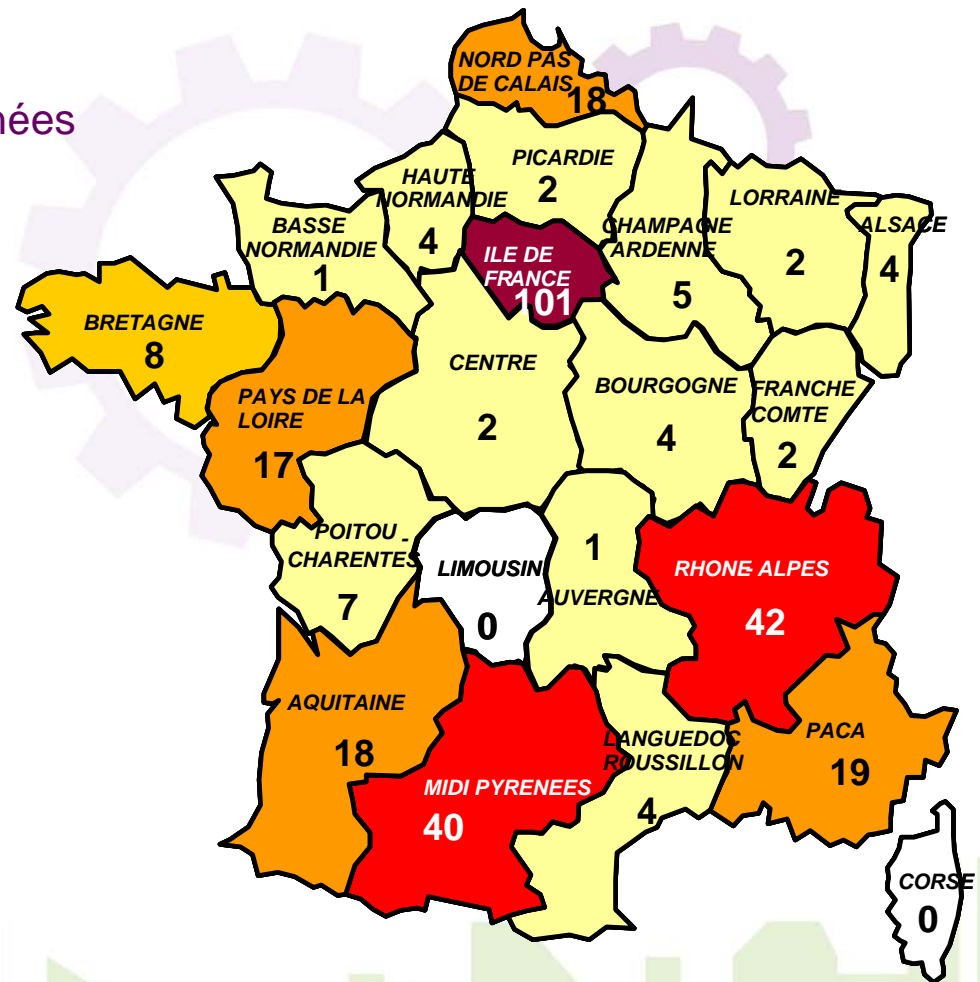 NORD PAS
DE CALAIS
18
nées
PICARDIE
2
HAUTE
NORMANDIE
4
LORRAINE
2
ALSACE
4
BASSE
NORMANDIE
1
CHAMPAGNE
ARDENNE
5
ILE DE
FRANCE
101
BRETAGNE
8
CENTRE
2
BOURGOGNE
4
FRANCHE
COMTE
2
PAYS DE LA
LOIRE
17
POITOU -
CHARENTES
7
LIMOUSIN
0
1
AUVERGNE
RHONE- ALPES
42
AQUITAINE
18
MIDI PYRENEES
40
LANGUEDOC
ROUSSILLON
4
PACA
19
CORSE
0